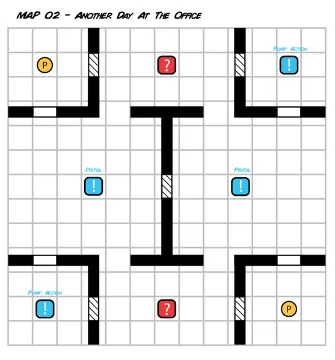 MAP 02 - Another Day At The Office
Pump Action
P
?
!
Pistol
Pistol
!
!
Pump Action
!
?
P